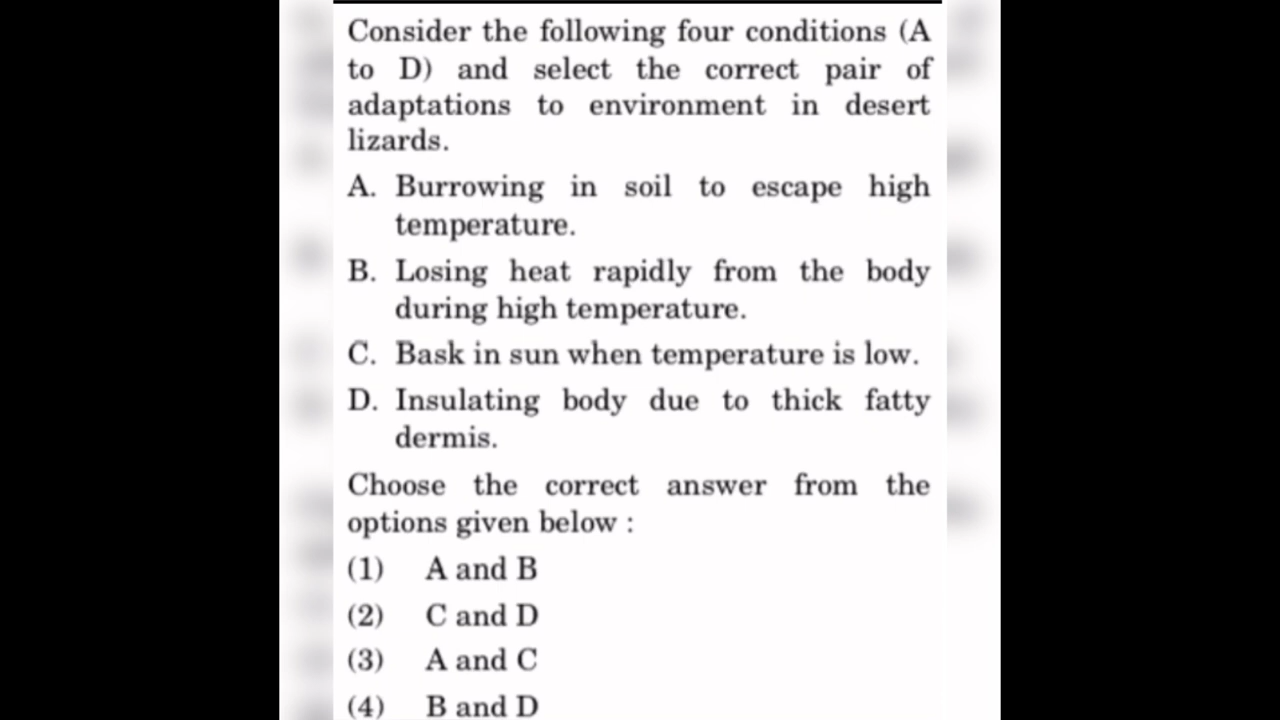 Consider the following four conditions (A
to D) and select the correct pair of
adaptations to environment in desert
lizards.
A. Burrowing in soil to escape high
temperature.
B. Losing heat rapidly from the body
during high temperature.
C. Bask in sun when temperature is low.
D. Insulating body due to thick fatty
dermis.
Choose the correct answer from the
options given below :
(1) A and B
(2) C and D
(3) A and C
(4) B and D